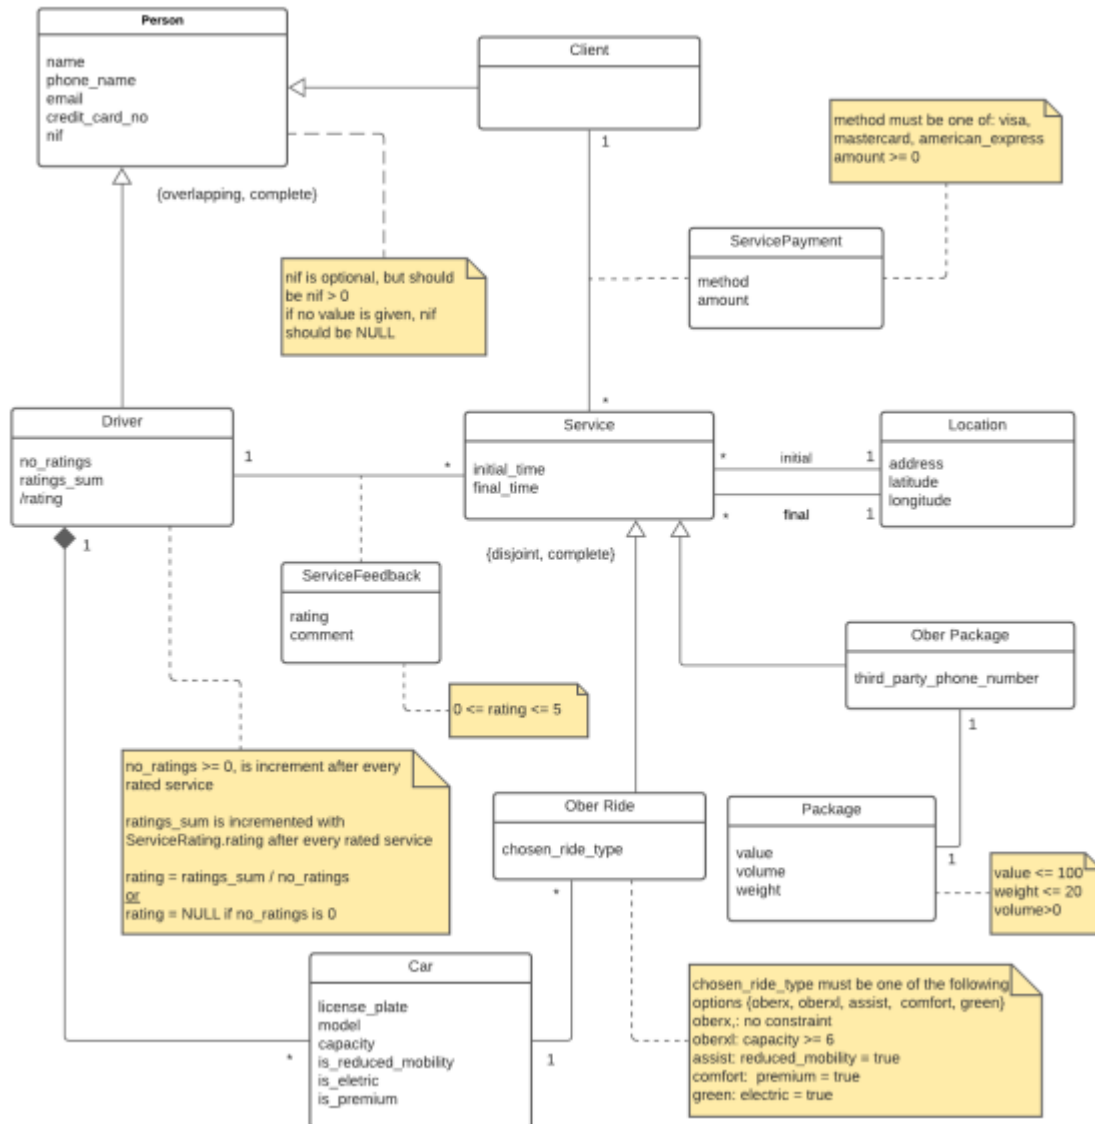 Person
name
phone_name
email
credit_card_no
nif
Client
1
method must be one of: visa,
mastercard, american_express
amount >= 0
{overlapping, complete}
ServicePayment
method
amount
nif is optional, but should
be nif > 0
if no value is given, nif
should be NULL
*
Driver
no_ratings
ratings_sum
/rating
1
*
Service
initial_time
final_time
*
initial
1
*
final
1
Location
address
latitude
longitude
1
{disjoint, complete}
ServiceFeedback
rating
comment
Ober Package
third_party_phone_number
1
0 <= rating <= 5
no_ratings >= 0, is increment after every
rated service
ratings_sum is incremented with
ServiceRating.rating after every rated service
rating = ratings_sum / no_ratings
or
rating = NULL if no_ratings is 0
Ober Ride
chosen_ride_type
*
Package
value
volume
weight
1
value <= 100
weight <= 20
volume>0
Car
license_plate
model
capacity
is_reduced_mobility
is_eletric
is_premium
*
1
chosen_ride_type must be one of the following
options {oberx, oberxl, assist, comfort, green}
oberx,: no constraint
oberxl: capacity >= 6
assist: reduced_mobility = true
comfort: premium = true
green: electric = true